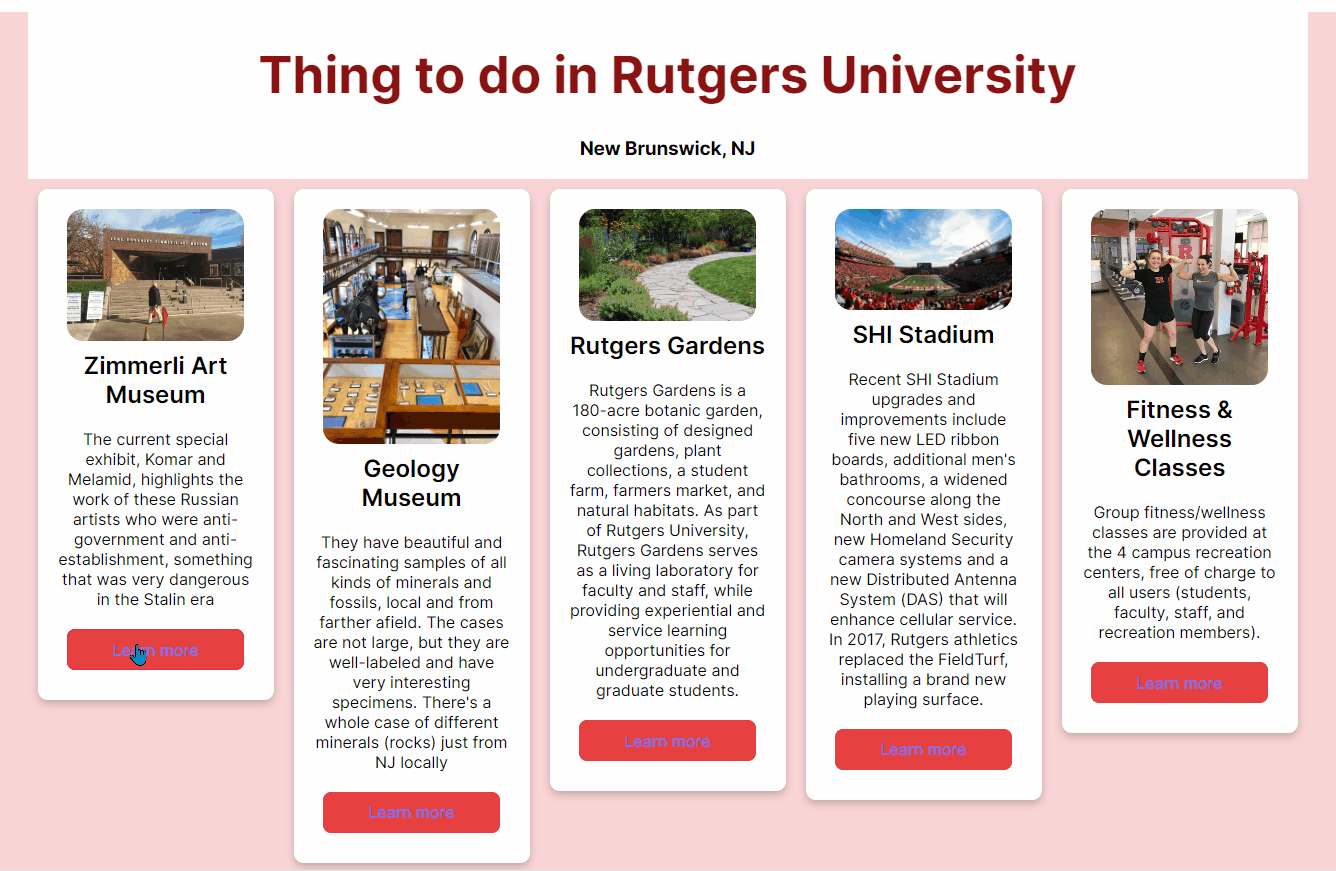 Thing to do in Rutgers University
New Brunswick, NJ
Zimmerli Art
Museum
The current special
exhibit, Komar and
Melamid, highlights the
work of these Russian
artists who were anti-
government and anti-
establishment, something
that was very dangerous
in the Stalin era
Learn more
Geology
Museum
They have beautiful and
fascinating samples of all
kinds of minerals and
fossils, local and from
farther afield. The cases
are not large, but they are
well-labeled and have
very interesting
specimens. There's a
whole case of different
minerals (rocks) just from
NJ locally
Learn more
Rutgers Gardens
Rutgers Gardens is a
180-acre botanic garden,
consisting of designed
gardens, plant
collections, a student
farm, farmers market, and
natural habitats. As part
of Rutgers University,
Rutgers Gardens serves
as a living laboratory for
faculty and staff, while
providing experiential and
service learning
opportunities for
undergraduate and
graduate students.
Learn more
SHI Stadium
Recent SHI Stadium
upgrades and
improvements include
five new LED ribbon
boards, additional men's
bathrooms, a widened
concourse along the
North and West sides,
new Homeland Security
camera systems and a
new Distributed Antenna
System (DAS) that will
enhance cellular service.
In 2017, Rutgers athletics
replaced the FieldTurf,
installing a brand new
playing surface.
Learn more
R
Fitness &
Wellness
Classes
Group fitness/wellness
classes are provided at
the 4 campus recreation
centers, free of charge to
all users (students,
faculty, staff, and
recreation members).
Learn more